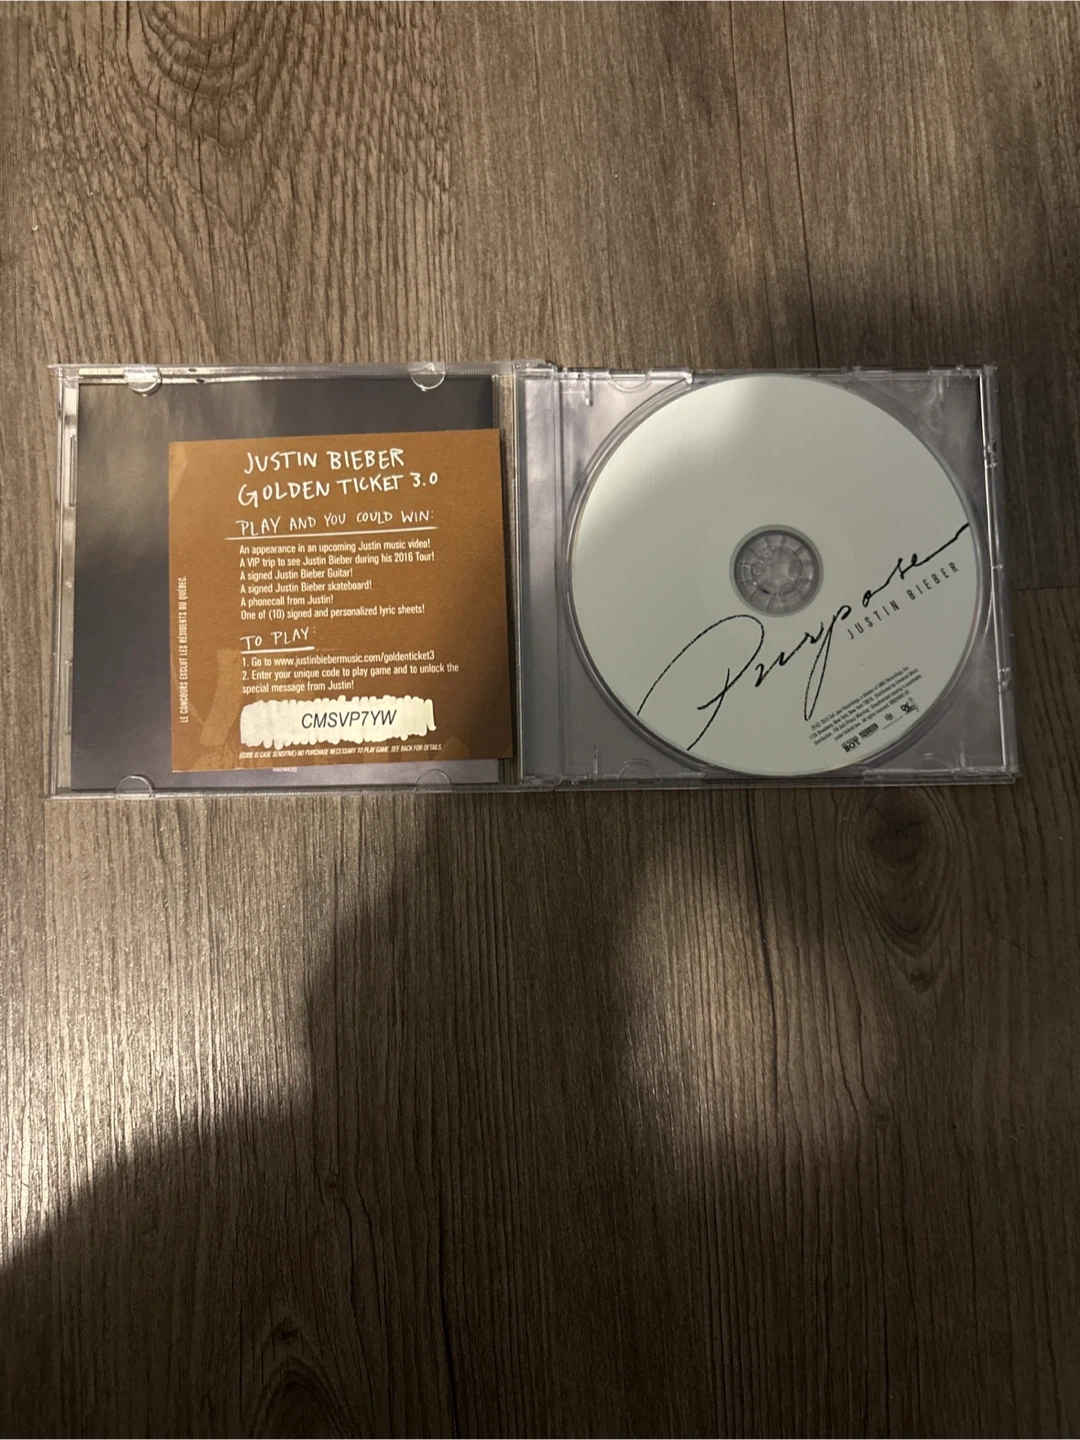 JUSTIN BIEBER
GOLDEN TICKET 3.0
PLAY AND YOU COULD WIN:
An appearance in an upcoming Justin music video!
A VIP trip to see Justin Bieber during his 2016 Tour!
A signed Justin Bieber Guitar!
A signed Justin Bieber skateboard!
A phonecall from Justin!
One of (10) signed and personalized lyric sheets!
TO PLAY:
1. Go to www.justinbiebermusic.com/goldenticket3
2. Enter your unique code to play game and to unlock the
special message from Justin!
CMSVP7YW
(CODE IS CASE SENSITIVE) NO PURCHASE NECESSARY TO PLAY GAME. SEE BACK FOR DETAILS.
LE CONCOURS EXCLUT LES RÉSIDENTS DU QUÉBEC.
Purpose
JUSTIN BIEBER